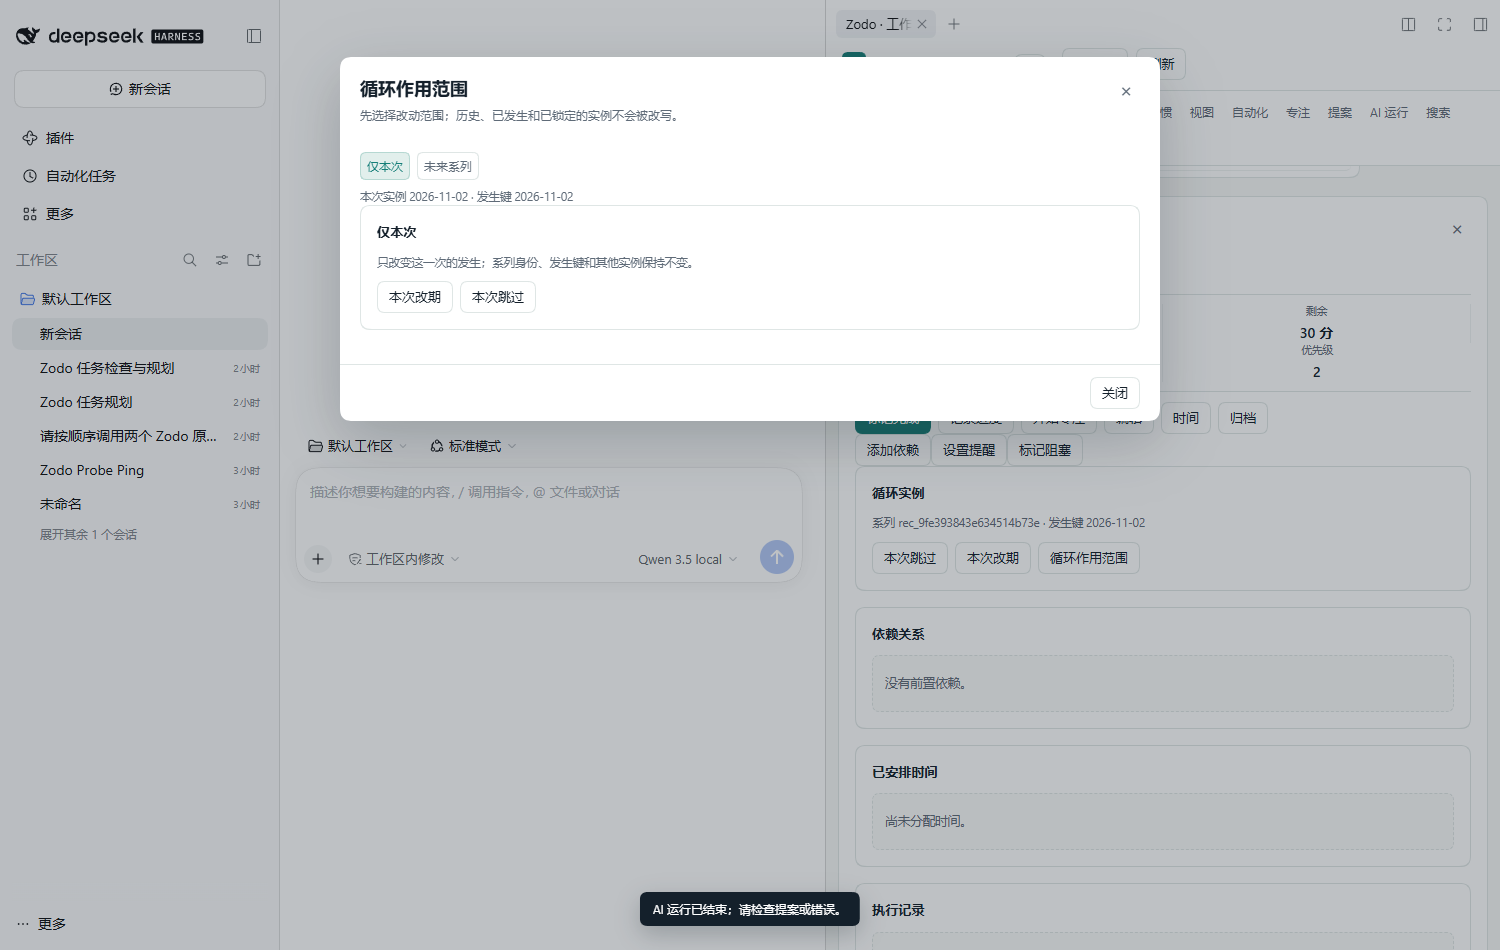 deepseek HARNESS
新会话
插件
自动化任务
更多
工作区
默认工作区
新会话
Zodo 任务检查与规划 2 小时
Zodo 任务规划 2 小时
请按顺序调用两个 Zodo 原... 2 小时
Zodo Probe Ping 3 小时
未命名 3 小时
展开其余 1 个会话
... 更多
默认工作区 标准模式
描述你想要构建的内容, / 调用指令, @ 文件或对话
工作区内修改 Qwen 3.5 local
循环作用范围
先选择改动范围；历史、已发生和已锁定的实例不会被改写。
仅本次 未来系列
本次实例 2026-11-02 · 发生键 2026-11-02
仅本次
只改变这一次的发生；系列身份、发生键和其他实例保持不变。
本次改期 本次跳过
关闭
Zodo · 工作
新
惯 视图 自动化 专注 提案 AI 运行 搜索
剩余
30 分
优先级
2
时间 归档
添加依赖 设置提醒 标记阻塞
循环实例
系列 rec_9fe393843e634514b73e · 发生键 2026-11-02
本次跳过 本次改期 循环作用范围
依赖关系
没有前置依赖。
已安排时间
尚未分配时间。
执行记录
AI 运行已结束；请检查提案或错误。